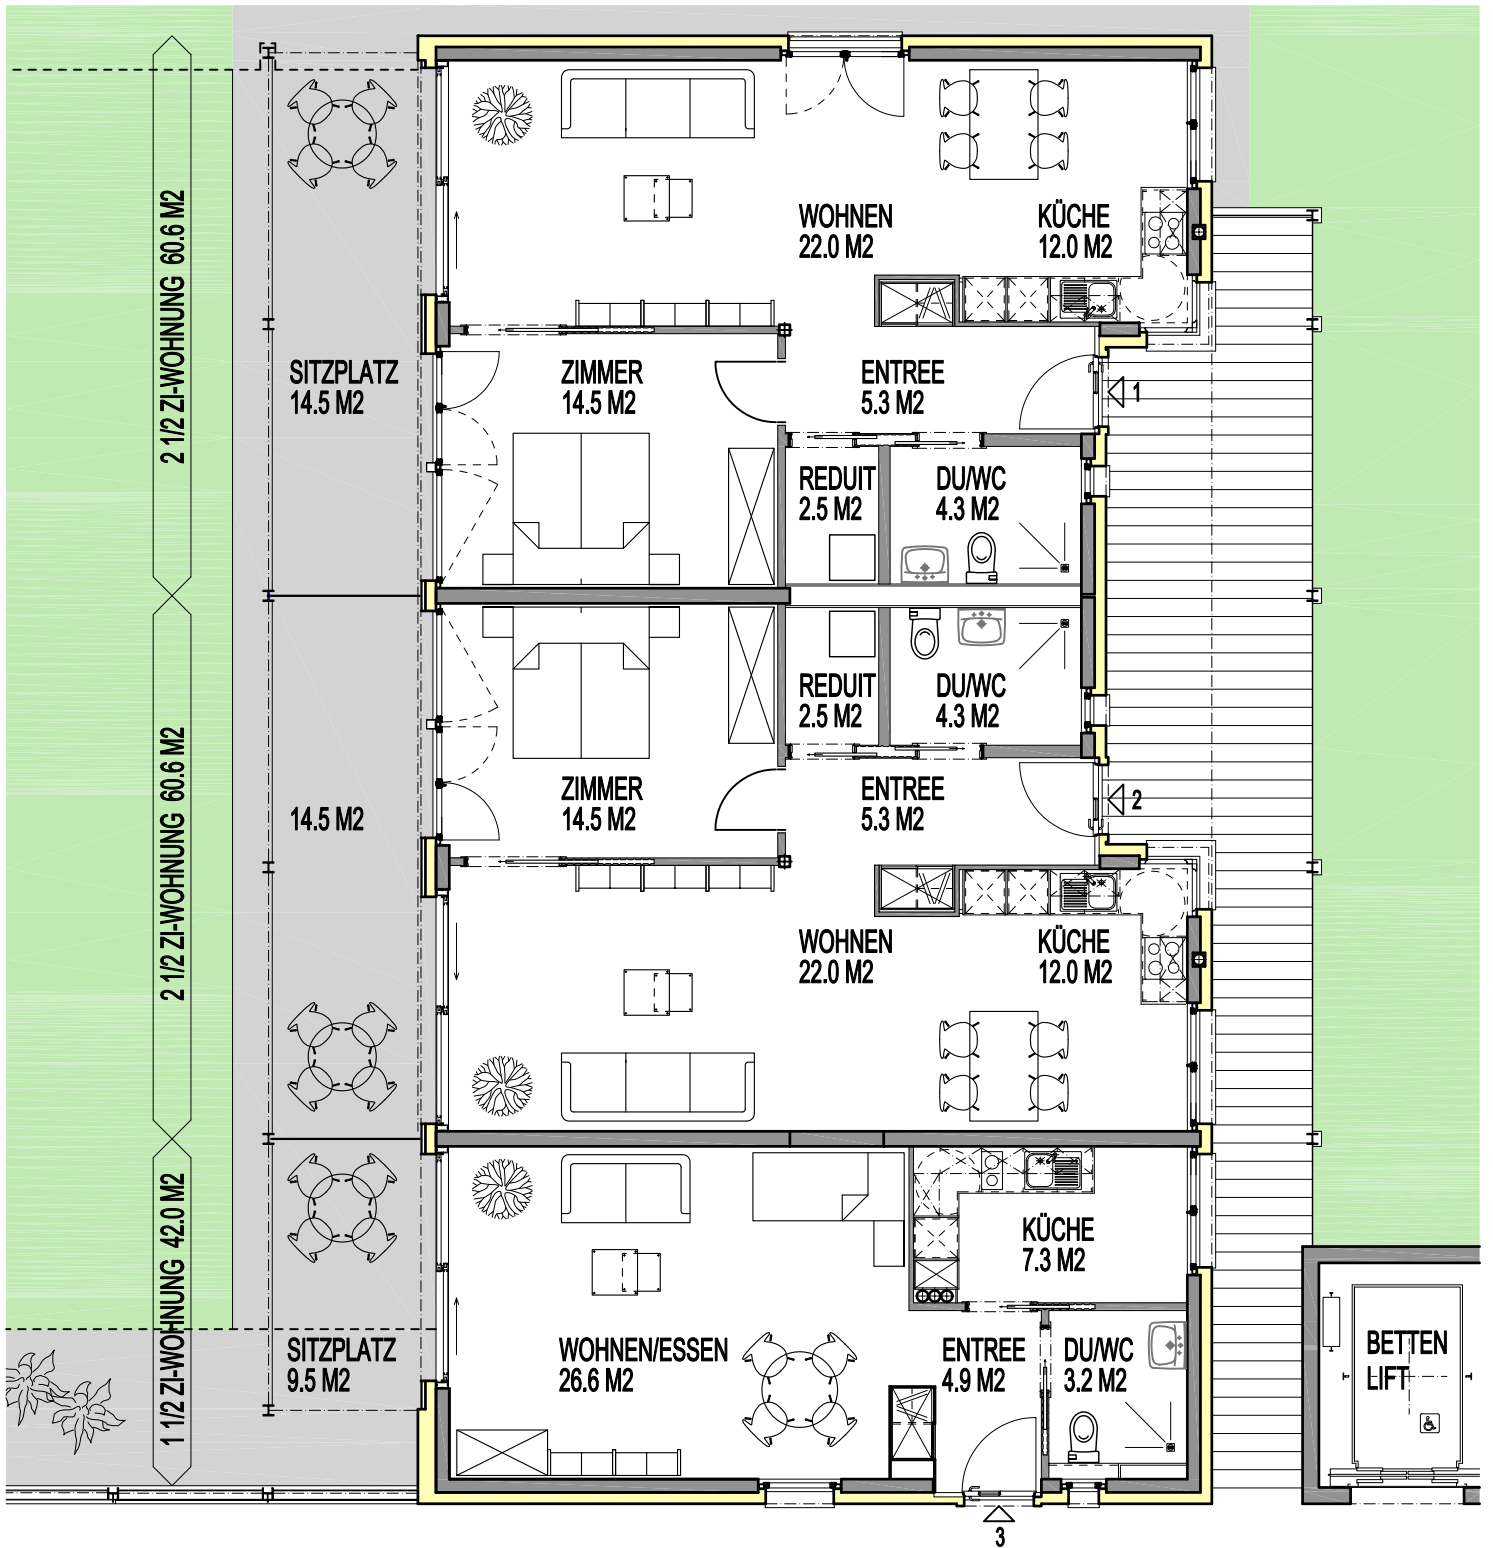 2 1/2 ZI-WOHNUNG 60.6 M2
SITZPLATZ
14.5 M2
WOHNEN
22.0 M2
KÜCHE
12.0 M2
ZIMMER
14.5 M2
ENTREE
5.3 M2
1
REDUIT
2.5 M2
DU/WC
4.3 M2
2 1/2 ZI-WOHNUNG 60.6 M2
14.5 M2
REDUIT
2.5 M2
DU/WC
4.3 M2
ZIMMER
14.5 M2
ENTREE
5.3 M2
2
WOHNEN
22.0 M2
KÜCHE
12.0 M2
1 1/2 ZI-WOHNUNG 42.0 M2
SITZPLATZ
9.5 M2
KÜCHE
7.3 M2
WOHNEN/ESSEN
26.6 M2
ENTREE
4.9 M2
DU/WC
3.2 M2
3
BETTEN
LIFT